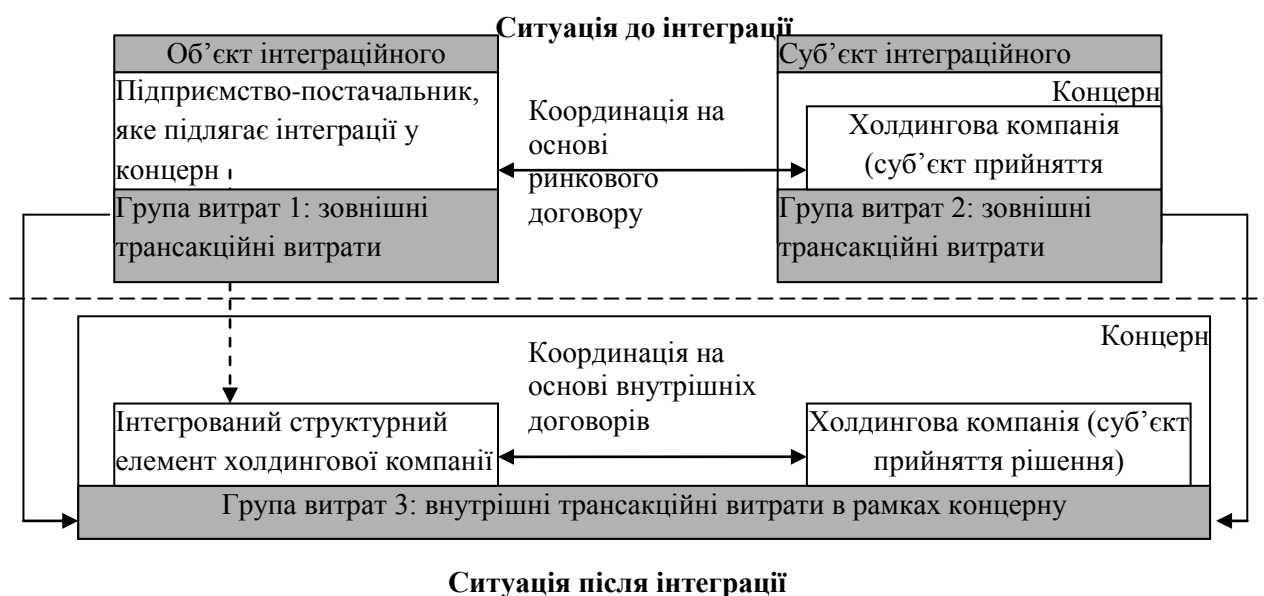 Ситуація до інтеграції
Об’єкт інтеграційного
Підприємство-постачальник,
яке підлягає інтеграції у
концерн
Група витрат 1: зовнішні
трансакційні витрати
Координація на
основі
ринкового
договору
Суб’єкт інтеграційного
Концерн
Холдингова компанія
(суб’єкт прийняття
Група витрат 2: зовнішні
трансакційні витрати
Концерн
Координація на
основі внутрішніх
договорів
Інтегрований структурний
елемент холдингової компанії
Холдингова компанія (суб’єкт
прийняття рішення)
Група витрат 3: внутрішні трансакційні витрати в рамках концерну
Ситуація після інтеграції